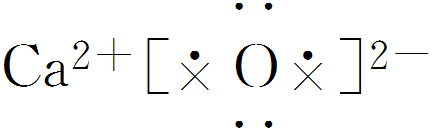 Ca²⁺[ ×̇ Ö̤ ×̇ ]²⁻